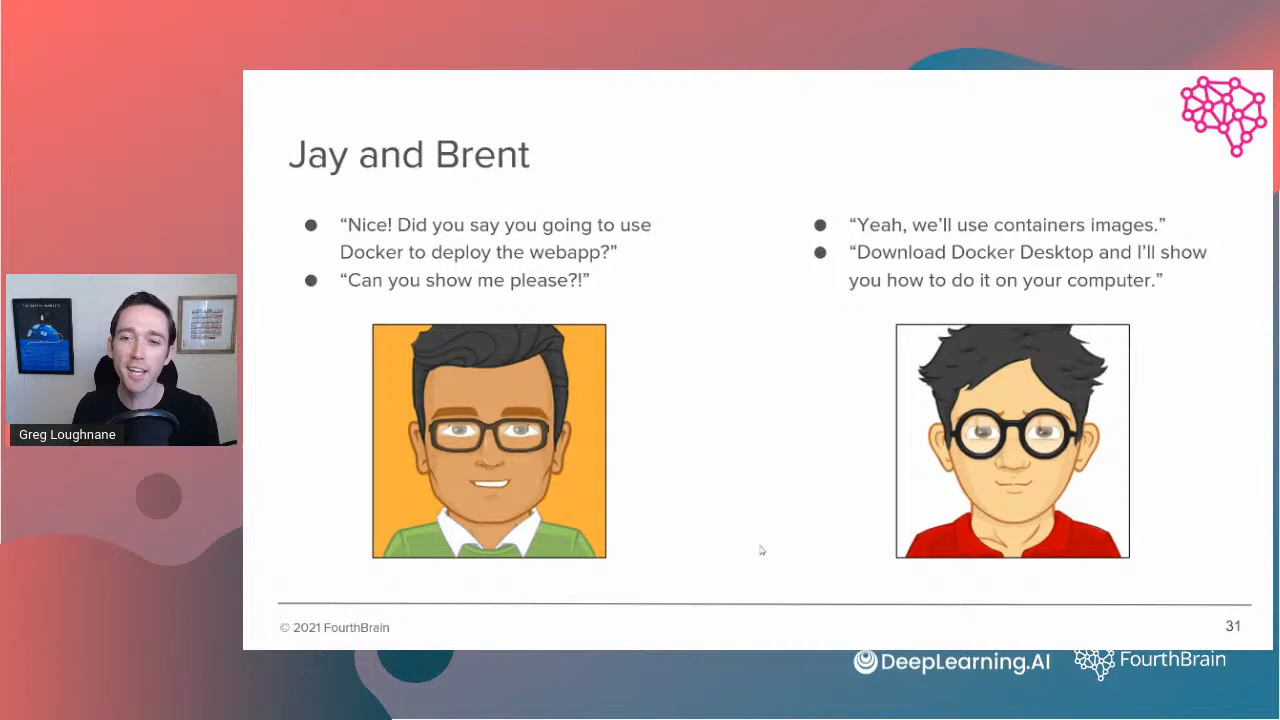 Jay and Brent
● “Nice! Did you say you going to use
Docker to deploy the webapp?”
● “Can you show me please?!”
● “Yeah, we’ll use containers images.”
● “Download Docker Desktop and I’ll show
you how to do it on your computer.”
Greg Loughnane
© 2021 FourthBrain
31
DeepLearning.AI
FourthBrain